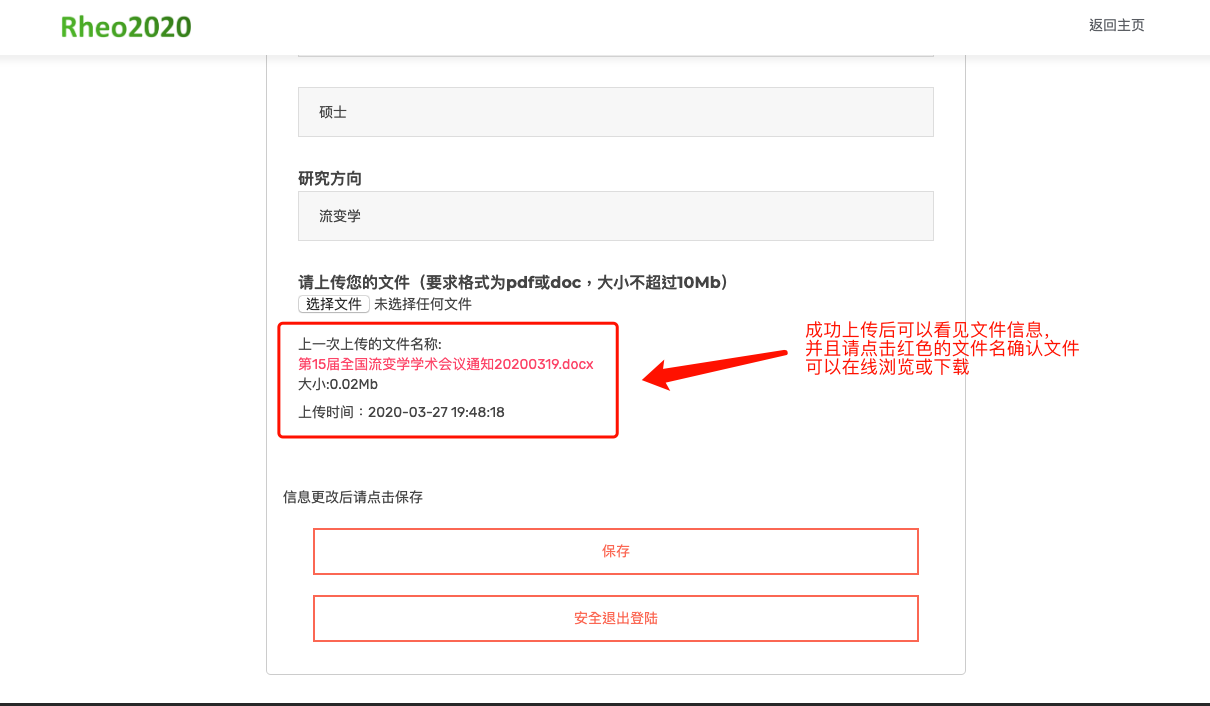 Rheo2020
返回主页
硕士
研究方向
流变学
请上传您的文件（要求格式为pdf或doc，大小不超过10Mb）
选择文件 未选择任何文件
上一次上传的文件名称:
第15届全国流变学学术会议通知20200319.docx
大小:0.02Mb
上传时间：2020-03-27 19:48:18
成功上传后可以看见文件信息，
并且请点击红色的文件名确认文件
可以在线浏览或下载
信息更改后请点击保存
保存
安全退出登陆